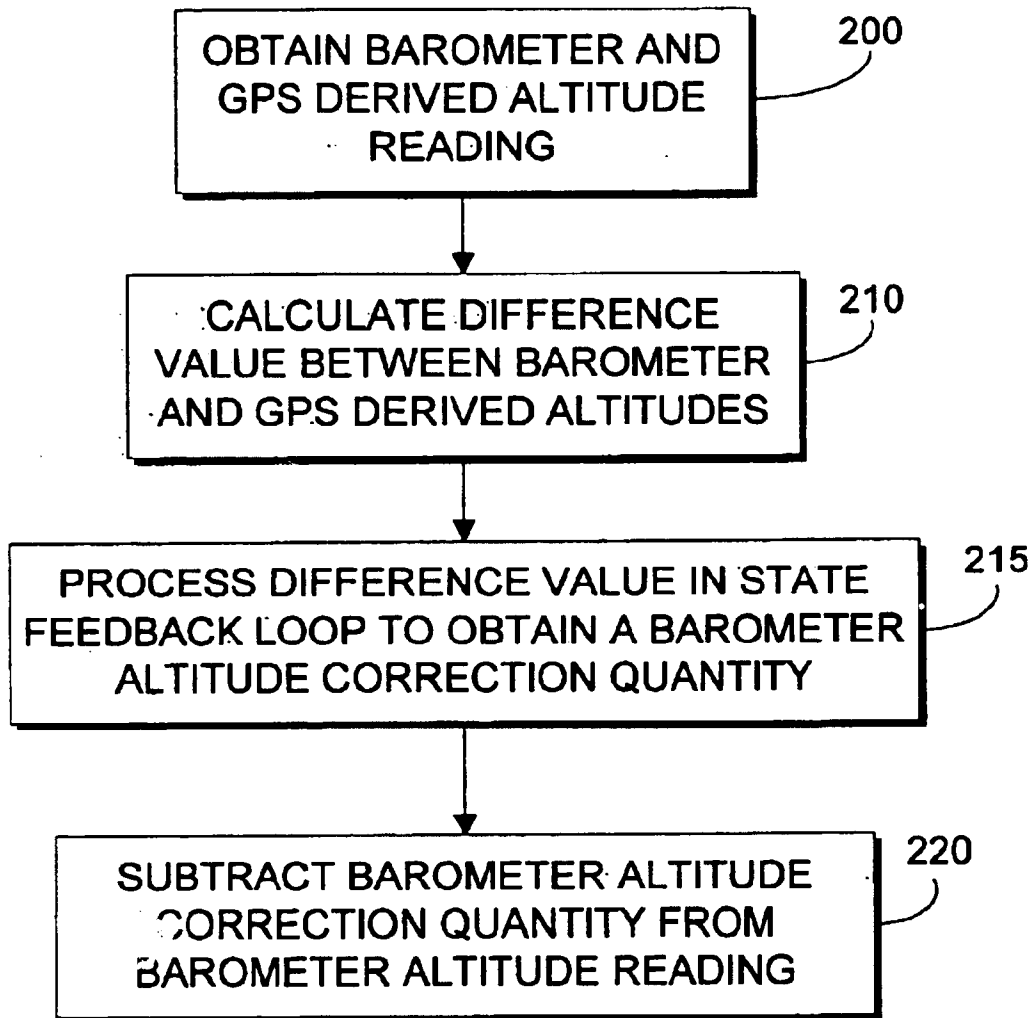 OBTAIN BAROMETER AND
GPS DERIVED ALTITUDE
READING
200
CALCULATE DIFFERENCE
VALUE BETWEEN BAROMETER
AND GPS DERIVED ALTITUDES
210
PROCESS DIFFERENCE VALUE IN STATE
FEEDBACK LOOP TO OBTAIN A BAROMETER
ALTITUDE CORRECTION QUANTITY
215
SUBTRACT BAROMETER ALTITUDE
CORRECTION QUANTITY FROM
BAROMETER ALTITUDE READING
220